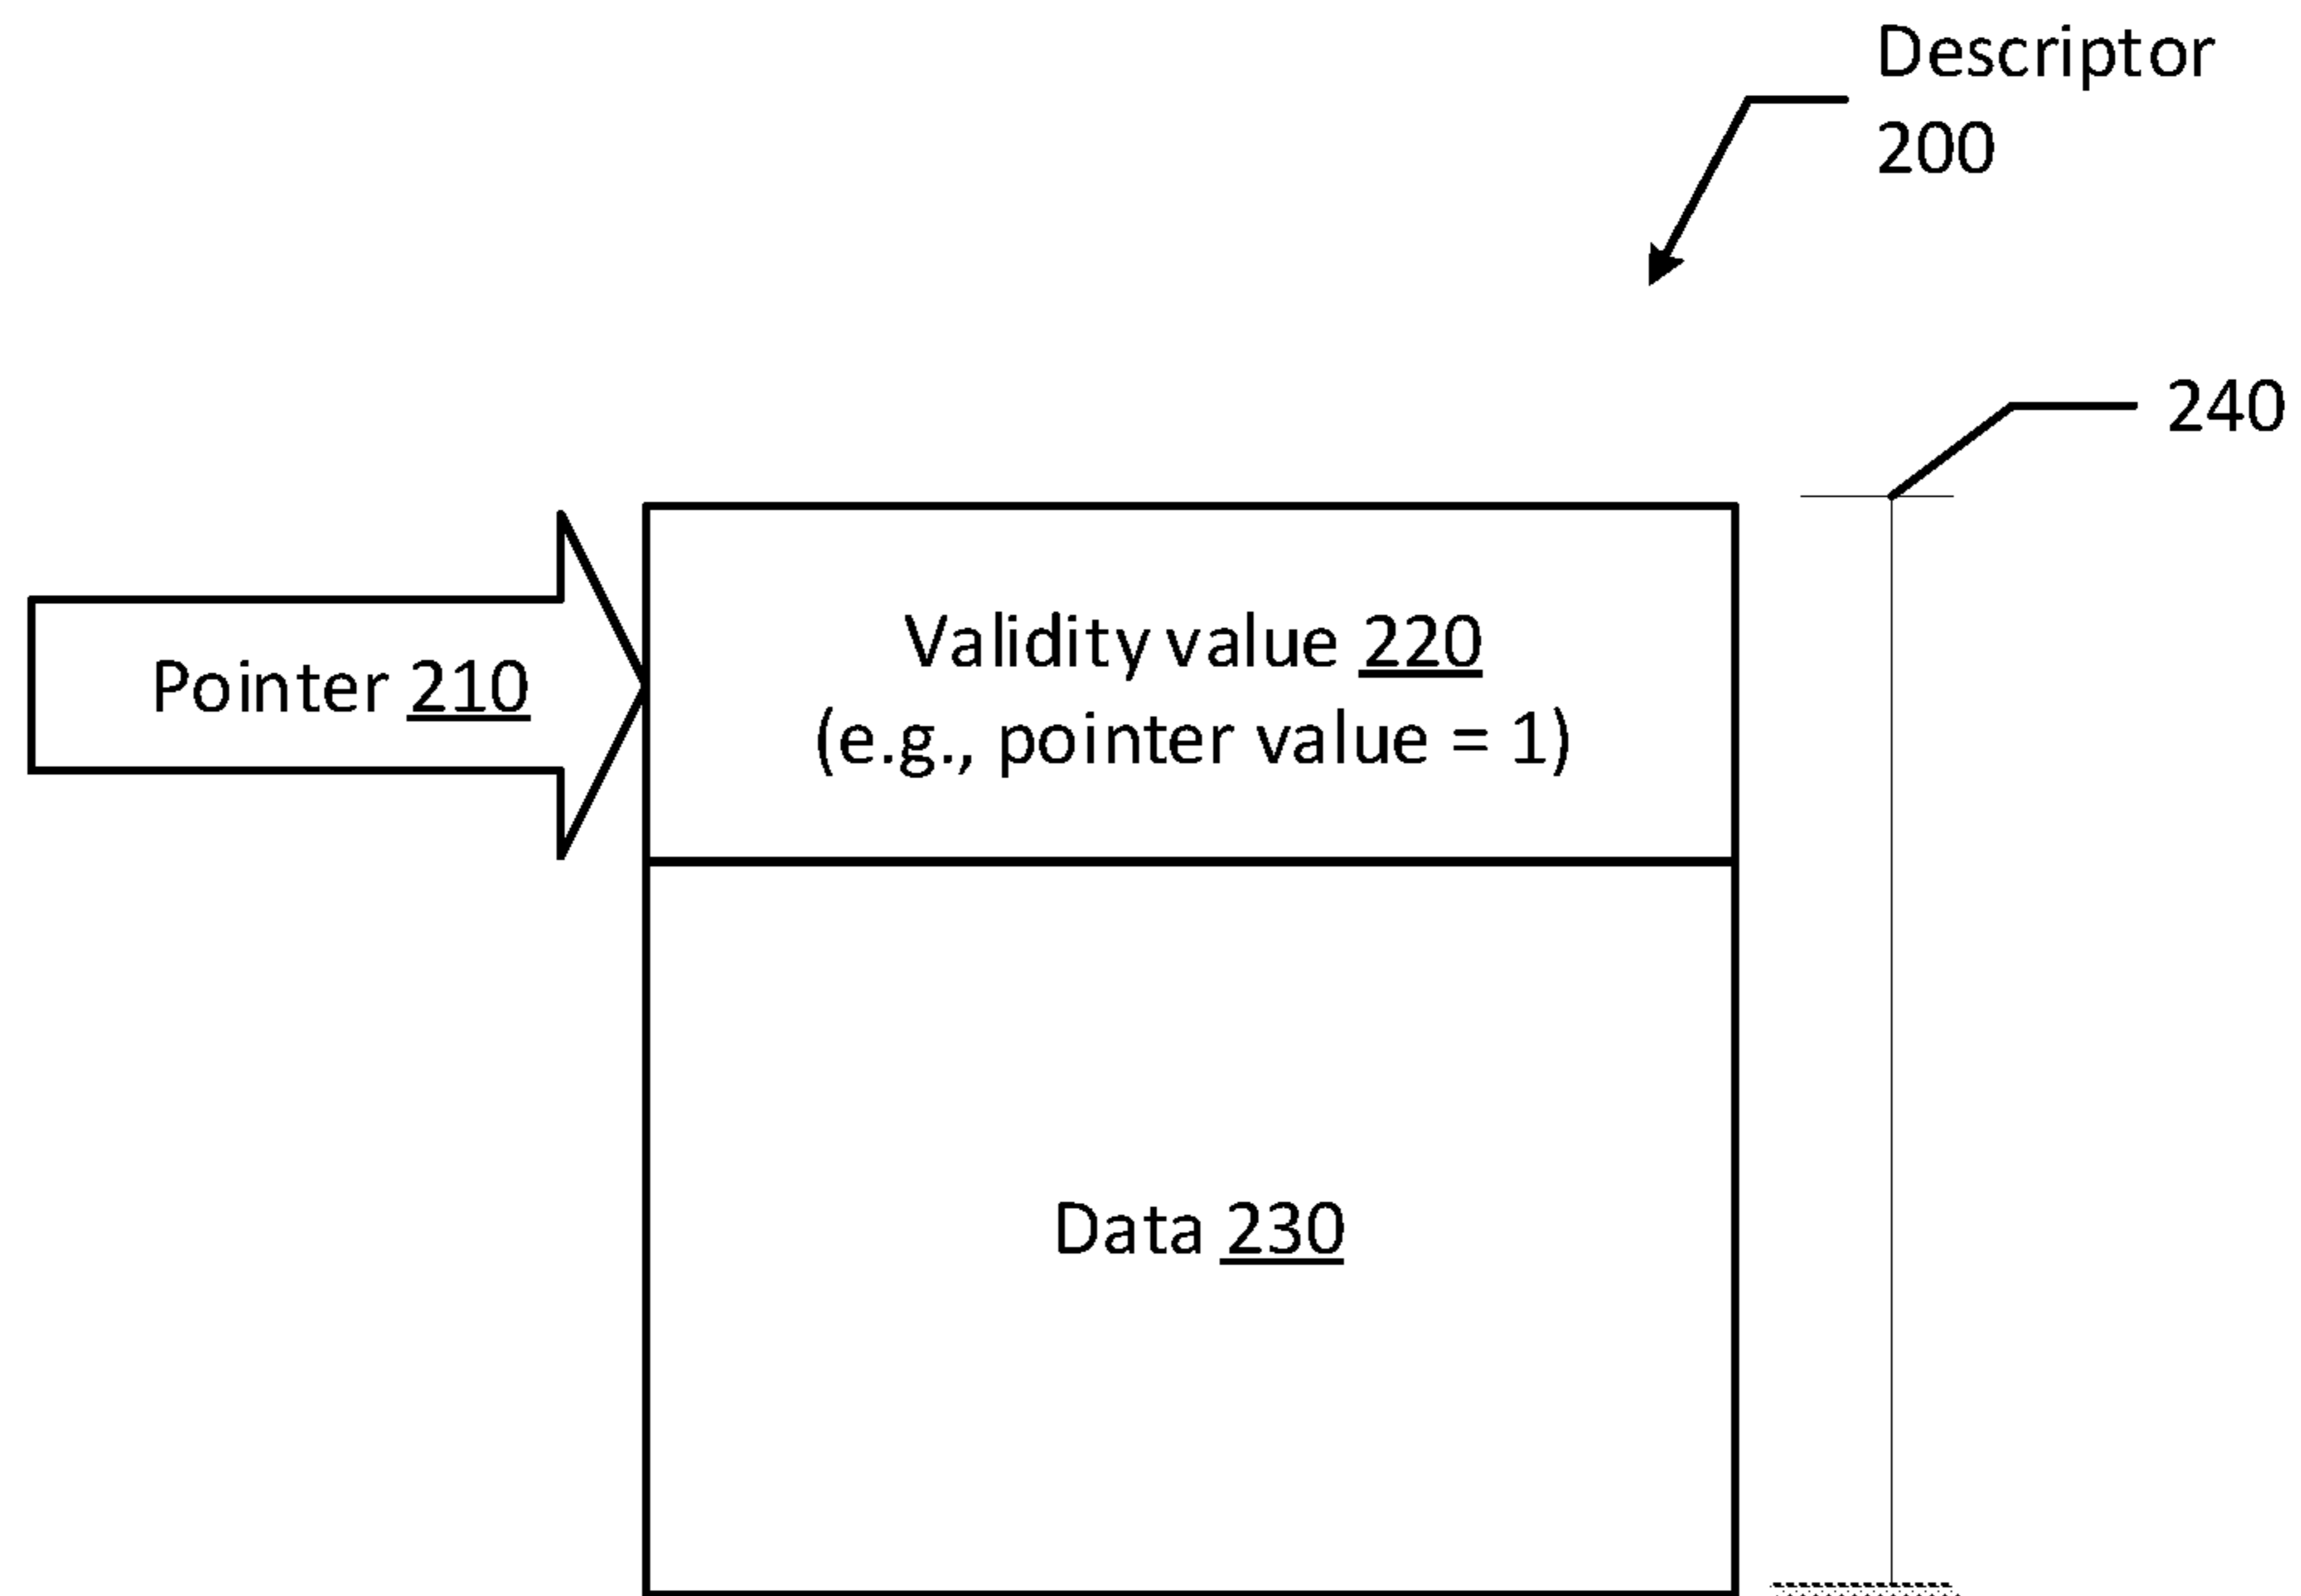 Descriptor
200
240
Validity value 220
(e.g., pointer value = 1)
Pointer 210
Data 230